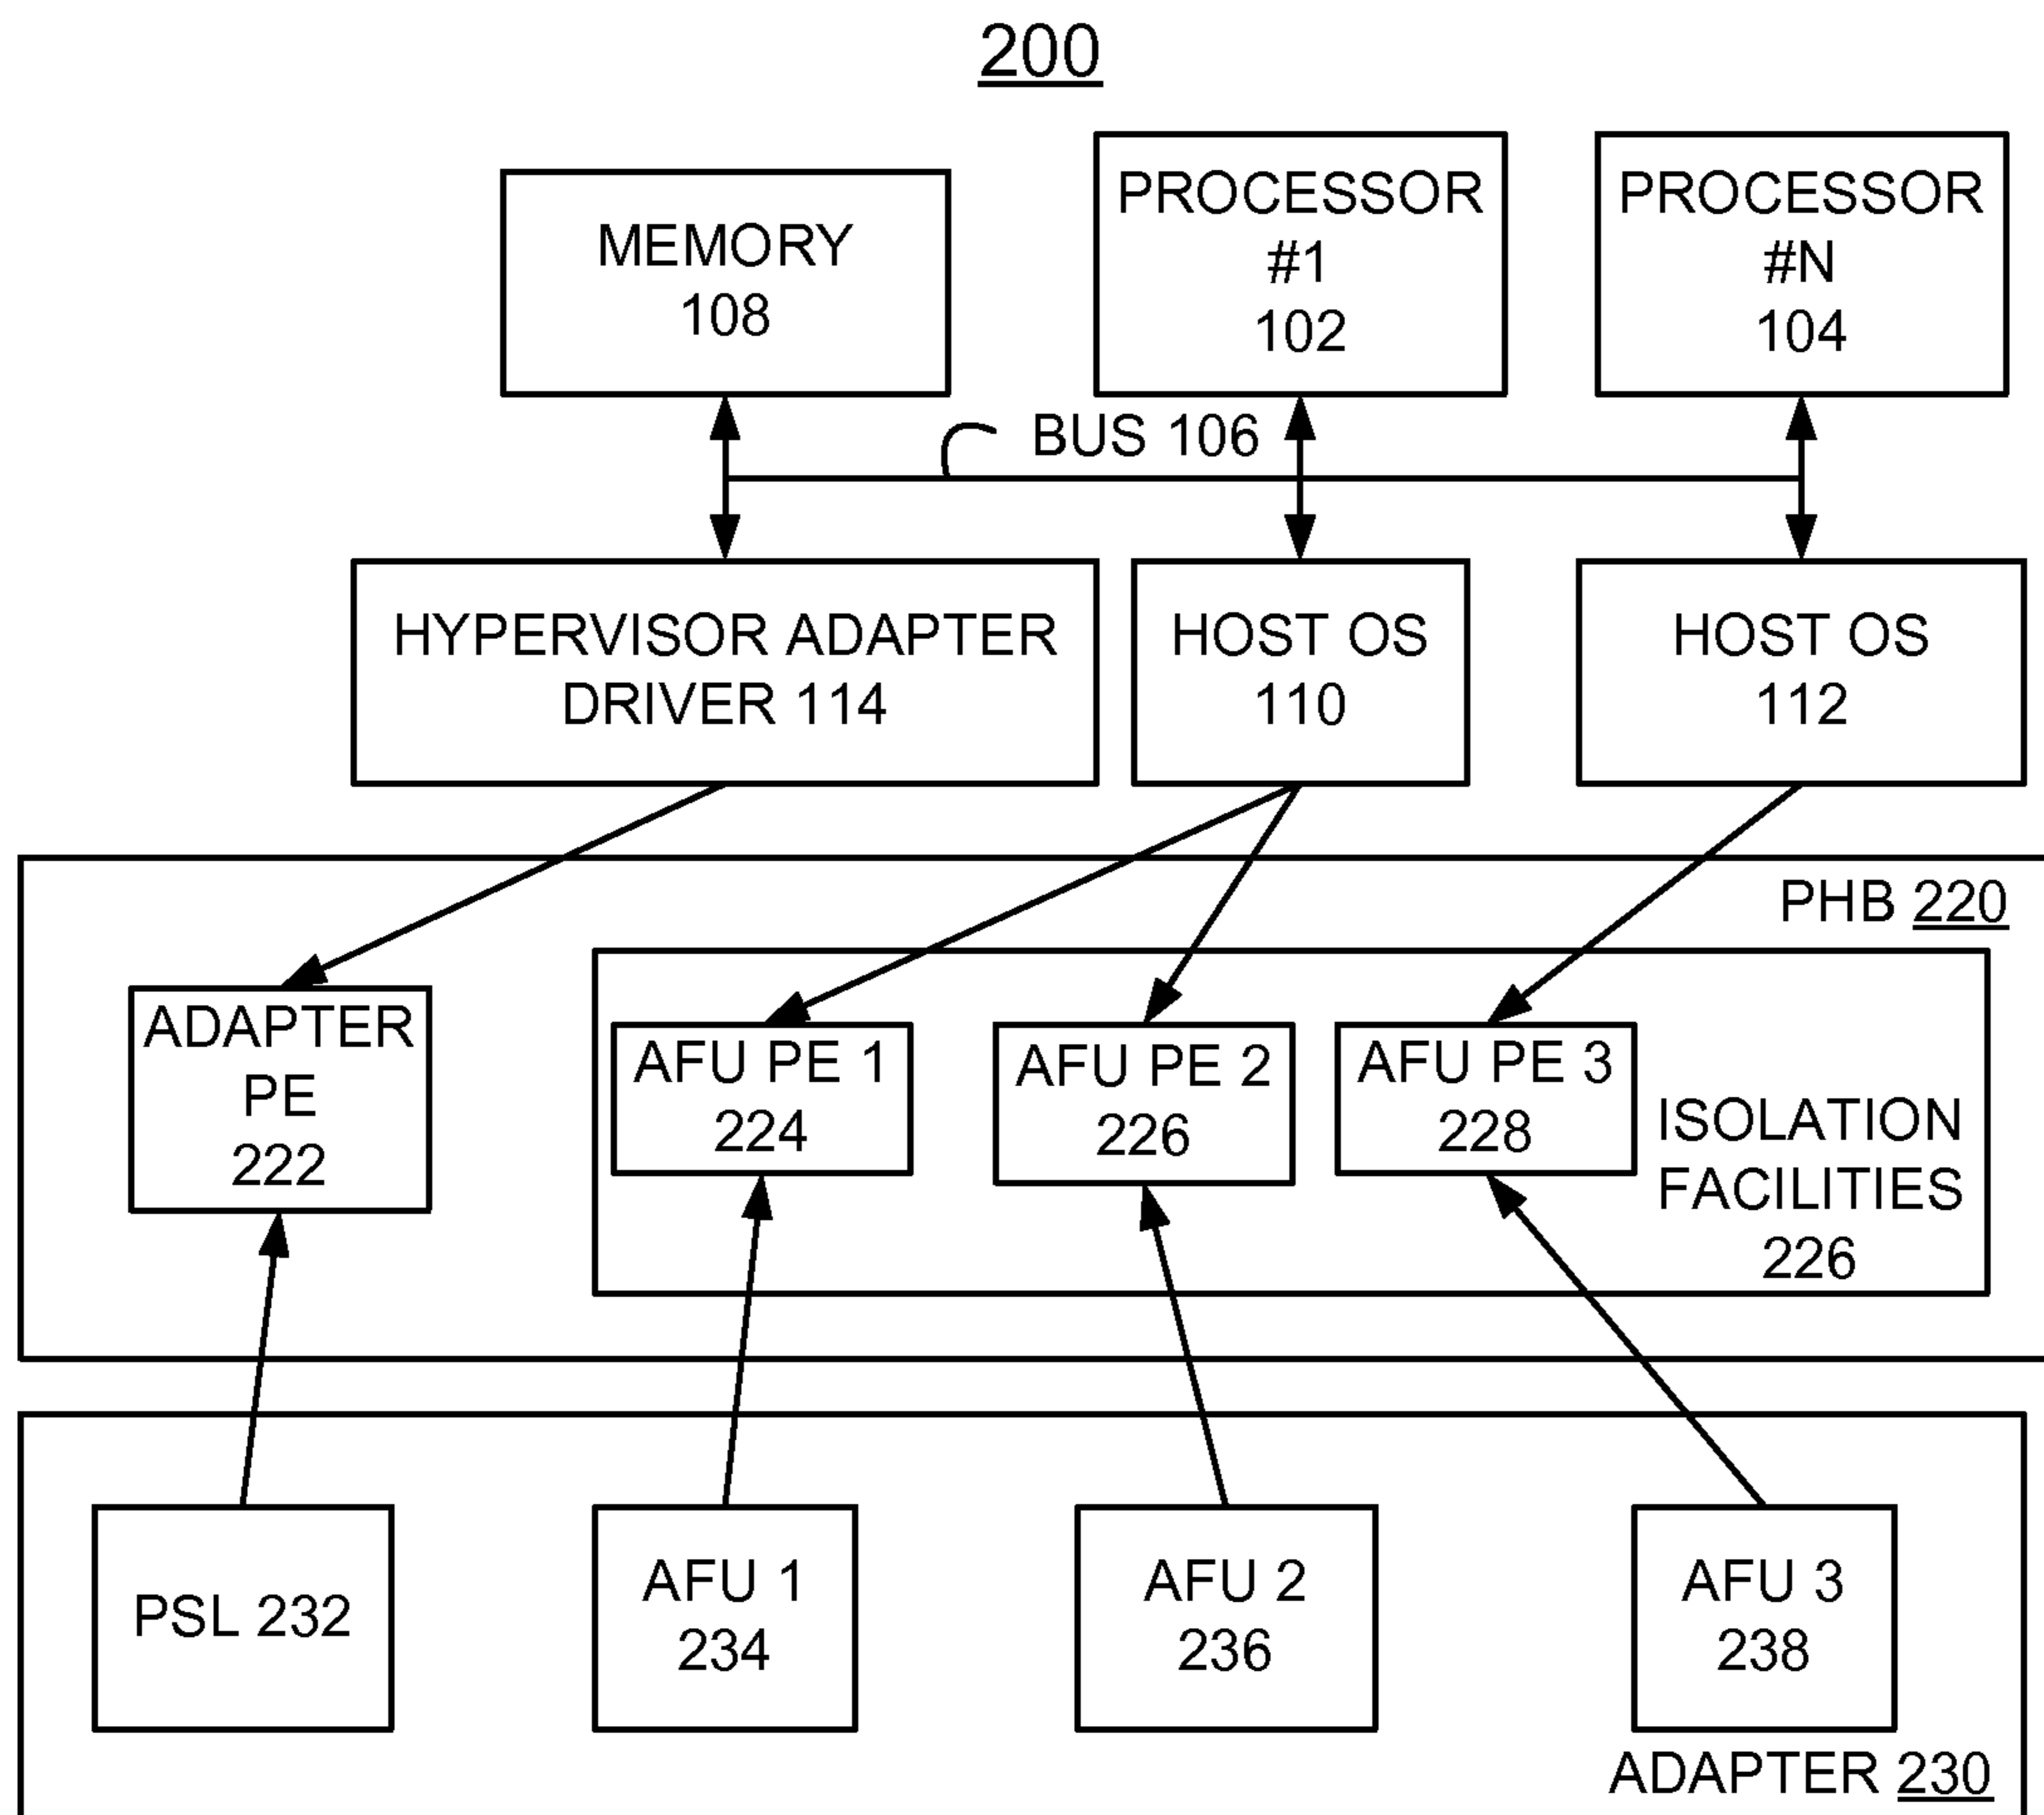 200
MEMORY
108
PROCESSOR
#1
102
PROCESSOR
#N
104
BUS 106
HYPERVISOR ADAPTER
DRIVER 114
HOST OS
110
HOST OS
112
PHB 220
ADAPTER
PE
222
AFU PE 1
224
AFU PE 2
226
AFU PE 3
228
ISOLATION
FACILITIES
226
PSL 232
AFU 1
234
AFU 2
236
AFU 3
238
ADAPTER 230